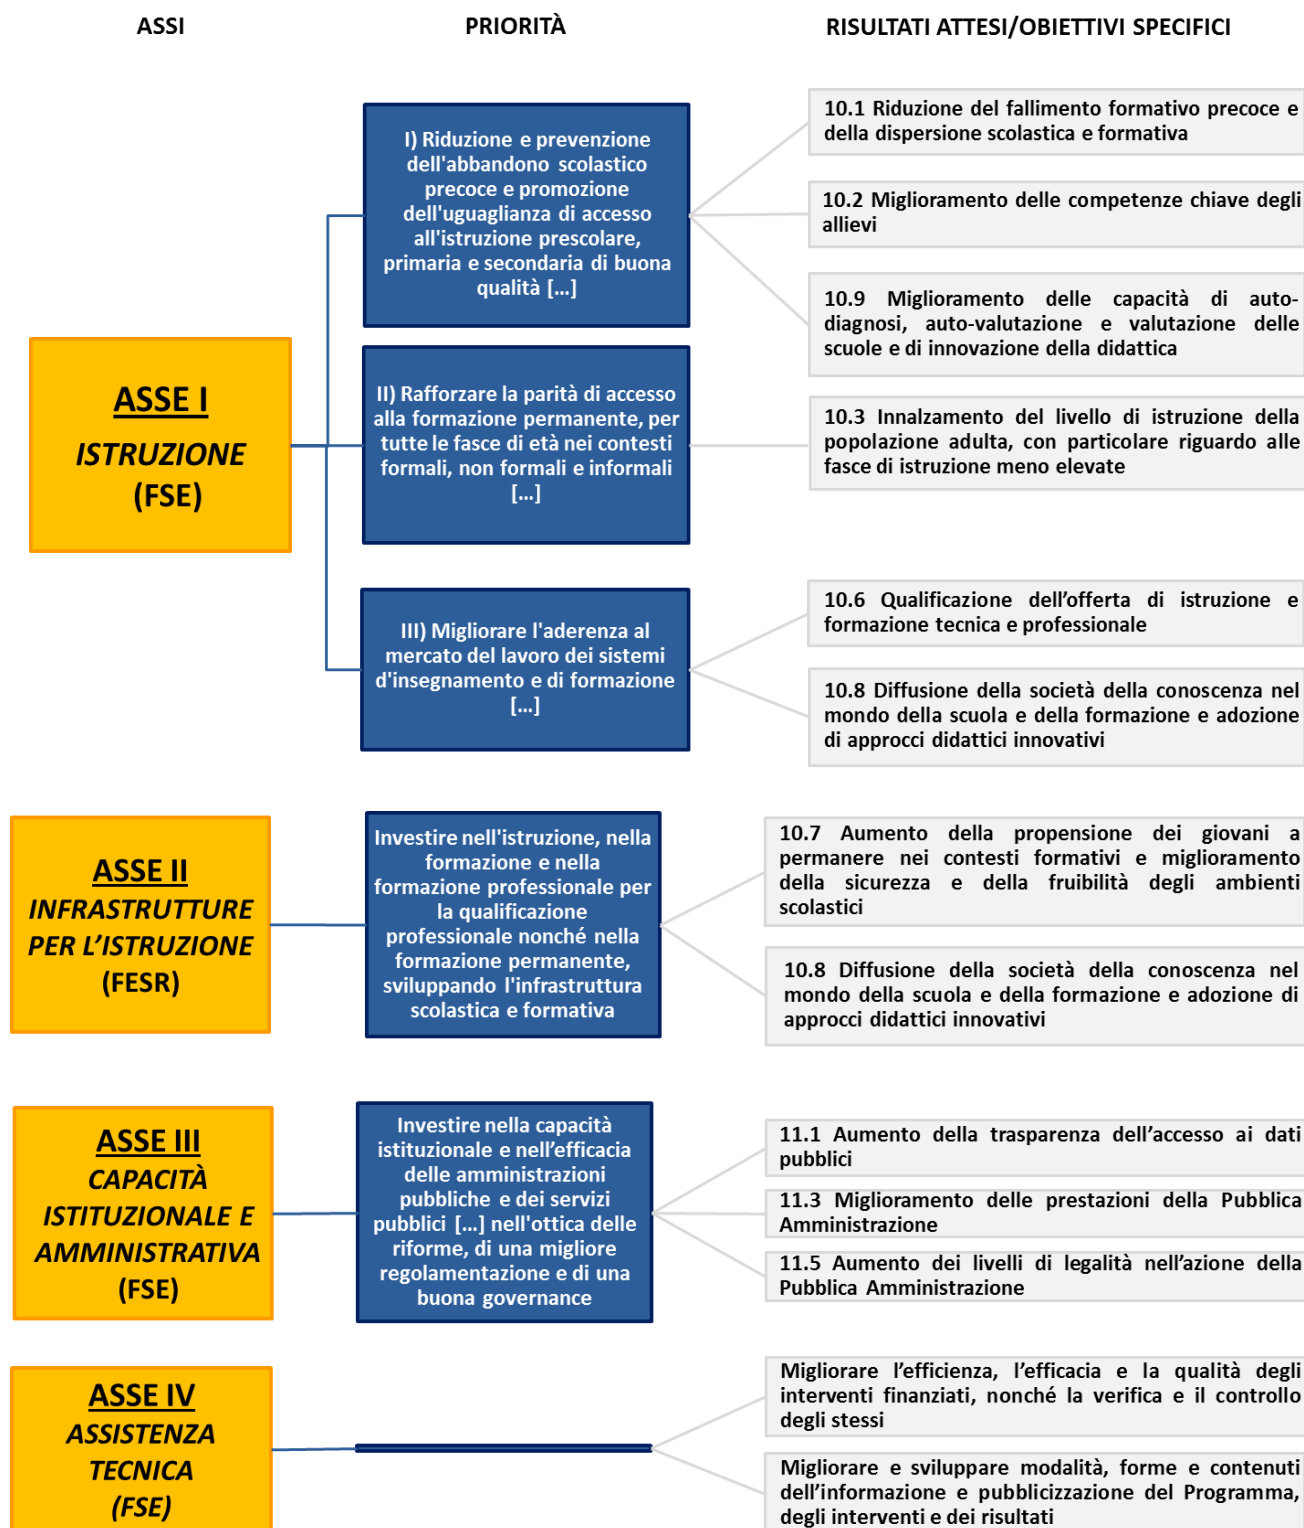 ASSI
PRIORITÀ
RISULTATI ATTESI/OBIETTIVI SPECIFICI
ASSE I
ISTRUZIONE
(FSE)
I) Riduzione e prevenzione
dell'abbandono scolastico
precoce e promozione
dell'uguaglianza di accesso
all'istruzione prescolare,
primaria e secondaria di buona
qualità [...]
10.1 Riduzione del fallimento formativo precoce e
della dispersione scolastica e formativa
10.2 Miglioramento delle competenze chiave degli
allievi
10.9 Miglioramento delle capacità di auto-
diagnosi, auto-valutazione e valutazione delle
scuole e di innovazione della didattica
II) Rafforzare la parità di accesso
alla formazione permanente, per
tutte le fasce di età nei contesti
formali, non formali e informali
[...]
10.3 Innalzamento del livello di istruzione della
popolazione adulta, con particolare riguardo alle
fasce di istruzione meno elevate
III) Migliorare l'aderenza al
mercato del lavoro dei sistemi
d'insegnamento e di formazione
[...]
10.6 Qualificazione dell’offerta di istruzione e
formazione tecnica e professionale
10.8 Diffusione della società della conoscenza nel
mondo della scuola e della formazione e adozione
di approcci didattici innovativi
ASSE II
INFRASTRUTTURE
PER L’ISTRUZIONE
(FESR)
Investire nell'istruzione, nella
formazione e nella
formazione professionale per
la qualificazione
professionale nonché nella
formazione permanente,
sviluppando l'infrastruttura
scolastica e formativa
10.7 Aumento della propensione dei giovani a
permanere nei contesti formativi e miglioramento
della sicurezza e della fruibilità degli ambienti
scolastici
10.8 Diffusione della società della conoscenza nel
mondo della scuola e della formazione e adozione di
approcci didattici innovativi
ASSE III
CAPACITÀ
ISTITUZIONALE E
AMMINISTRATIVA
(FSE)
Investire nella capacità
istituzionale e nell’efficacia
delle amministrazioni
pubbliche e dei servizi
pubblici [...] nell'ottica delle
riforme, di una migliore
regolamentazione e di una
buona governance
11.1 Aumento della trasparenza dell’accesso ai dati
pubblici
11.3 Miglioramento delle prestazioni della Pubblica
Amministrazione
11.5 Aumento dei livelli di legalità nell’azione della
Pubblica Amministrazione
ASSE IV
ASSISTENZA
TECNICA
(FSE)
Migliorare l’efficienza, l’efficacia e la qualità degli
interventi finanziati, nonché la verifica e il controllo
degli stessi
Migliorare e sviluppare modalità, forme e contenuti
dell’informazione e pubblicizzazione del Programma,
degli interventi e dei risultati